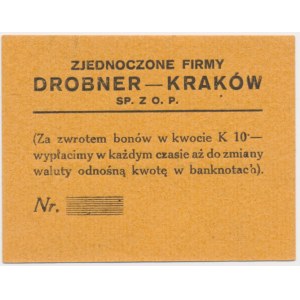 ZJEDNOCZONE FIRMY
DROBNER — KRAKÓW
SP. Z O. P.
(Za zwrotem bonów w kwocie K 10·—
wypłacimy w każdym czasie aż do zmiany
waluty odnośną kwotę w banknotach).
Nr.